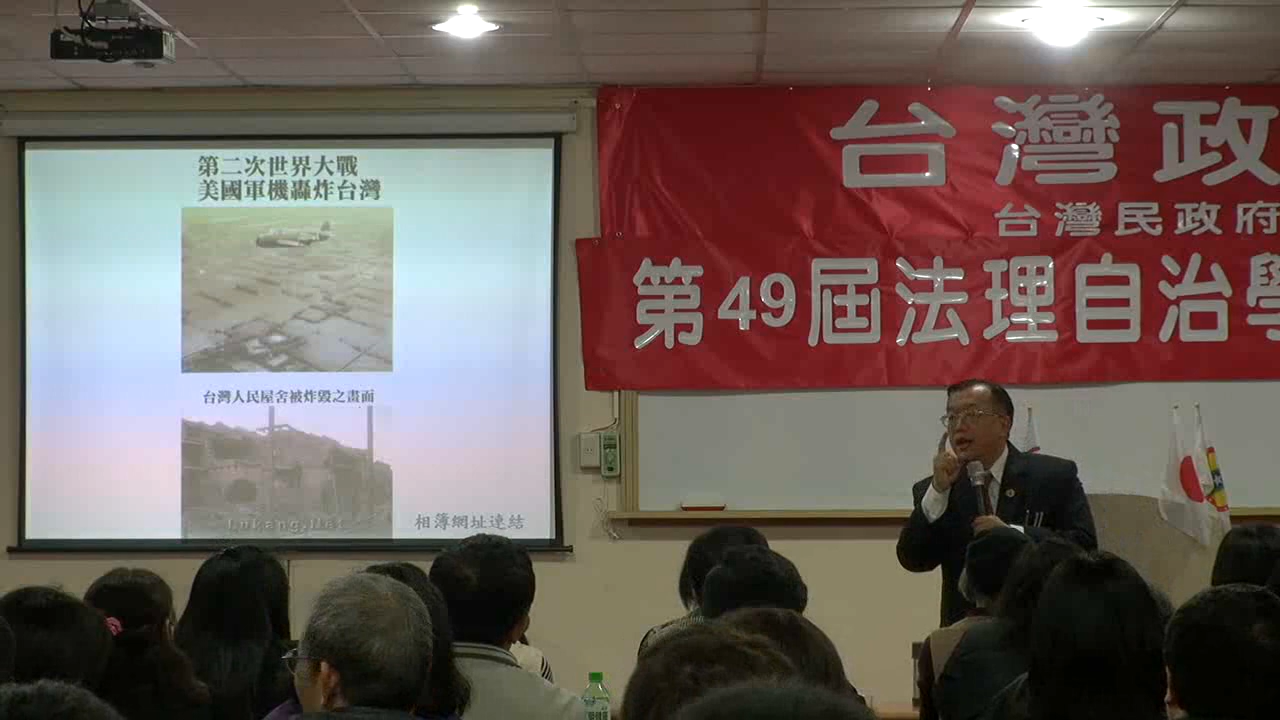 第二次世界大戰
美國軍機轟炸台灣
台灣人民屋舍被炸毀之畫面
Lukang.Net
相簿網址連結
台灣政
台灣民政府
第49屆法理自治學